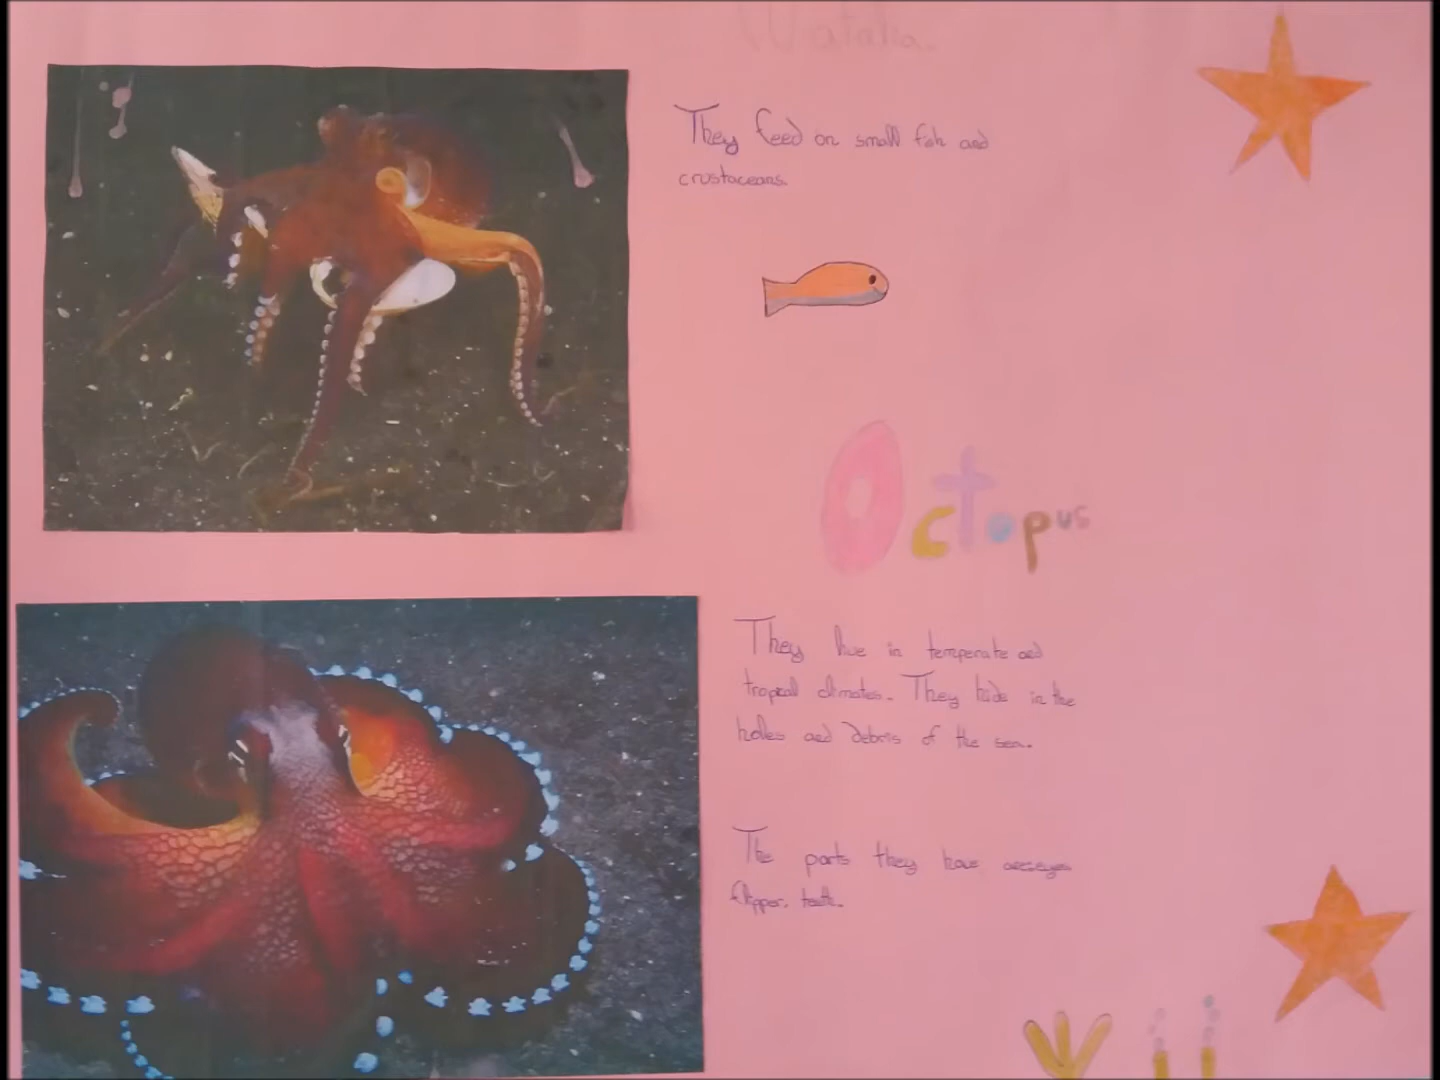 Natalia.
They feed on small fish and
crustaceans.
Octopus
They live in temperate and
tropical climates. They hide in the
holes and debris of the sea.
The parts they have are: eyes
flipper, teeth.